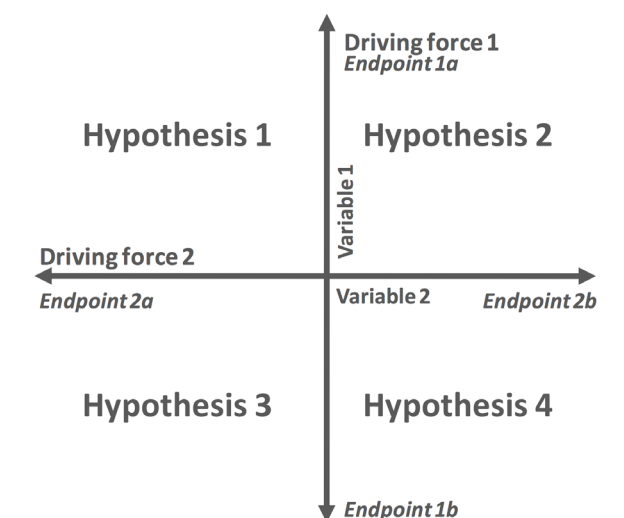 Driving force 1
Endpoint 1a
Hypothesis 1
Hypothesis 2
Variable 1
Driving force 2
Endpoint 2a
Variable 2
Endpoint 2b
Hypothesis 3
Hypothesis 4
Endpoint 1b